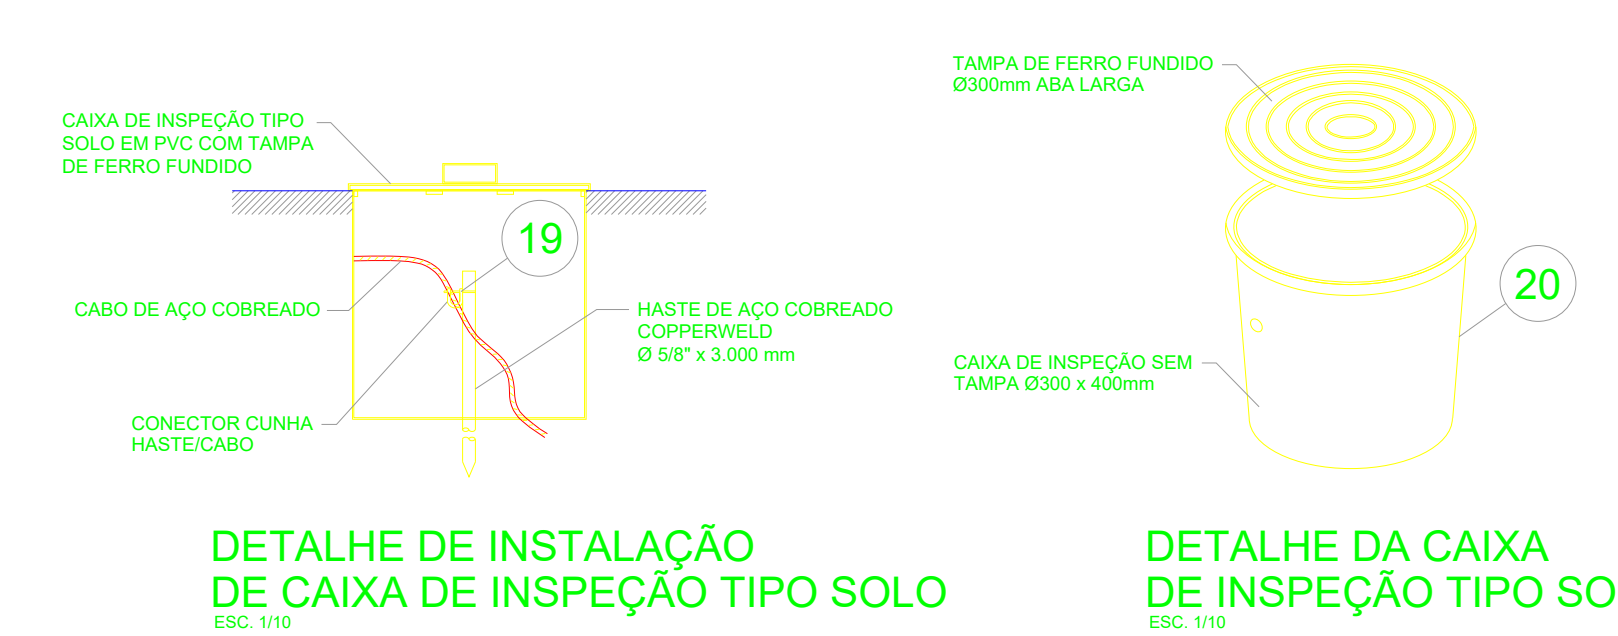 CAIXA DE INSPEÇÃO TIPO
SOLO EM PVC COM TAMPA
DE FERRO FUNDIDO
19
CABO DE AÇO COBREADO
HASTE DE AÇO COBREADO
COPPERWELD
Ø 5/8" x 3.000 mm
CONECTOR CUNHA
HASTE/CABO
DETALHE DE INSTALAÇÃO
DE CAIXA DE INSPEÇÃO TIPO SOLO
ESC. 1/10
TAMPA DE FERRO FUNDIDO
Ø300mm ABA LARGA
20
CAIXA DE INSPEÇÃO SEM
TAMPA Ø300 x 400mm
DETALHE DA CAIXA
DE INSPEÇÃO TIPO SO
ESC. 1/10